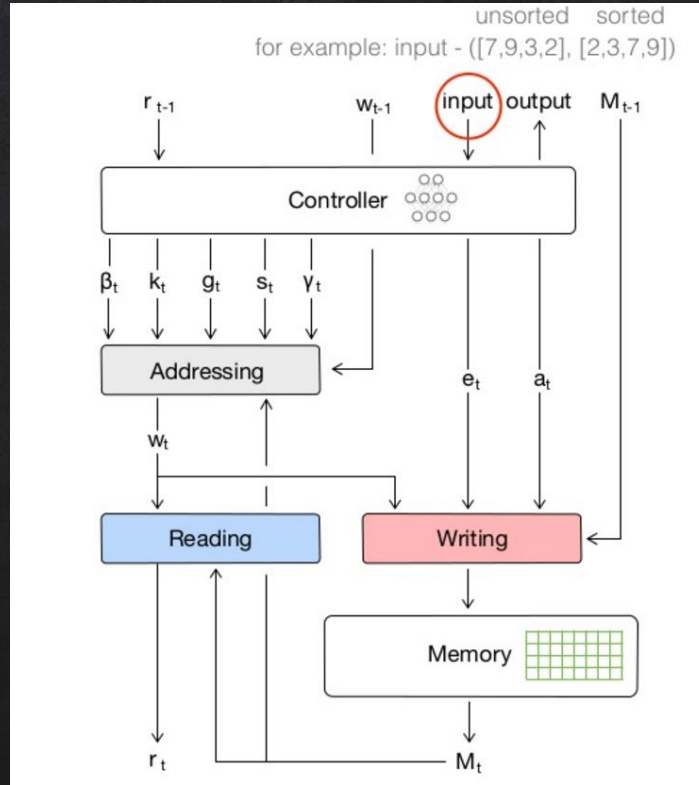 unsorted sorted
for example: input - ([7,9,3,2], [2,3,7,9])
r t-1 wt-1 input output Mt-1
Controller
βt kt gt st γt
Addressing
et at
wt
Reading Writing
Memory
rt Mt